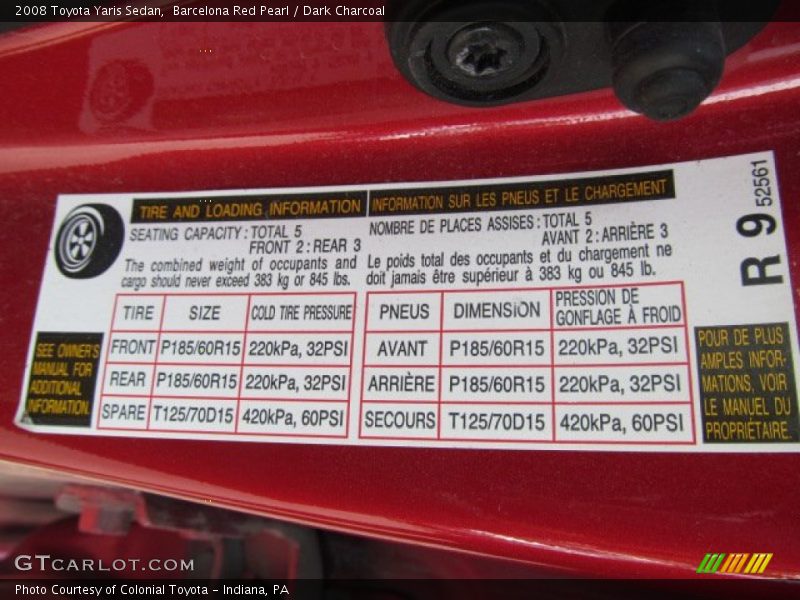 2008 Toyota Yaris Sedan, Barcelona Red Pearl / Dark Charcoal
TIRE AND LOADING INFORMATION
SEATING CAPACITY : TOTAL 5
FRONT 2 : REAR 3
The combined weight of occupants and
cargo should never exceed 383 kg or 845 lbs.
TIRE SIZE COLD TIRE PRESSURE
FRONT P185/60R15 220kPa, 32PSI
REAR P185/60R15 220kPa, 32PSI
SPARE T125/70D15 420kPa, 60PSI
SEE OWNER'S
MANUAL FOR
ADDITIONAL
INFORMATION.
INFORMATION SUR LES PNEUS ET LE CHARGEMENT
NOMBRE DE PLACES ASSISES : TOTAL 5
AVANT 2 : ARRIÈRE 3
Le poids total des occupants et du chargement ne
doit jamais être supérieur à 383 kg ou 845 lb.
PNEUS DIMENSION PRESSION DE
GONFLAGE À FROID
AVANT P185/60R15 220kPa, 32PSI
ARRIÈRE P185/60R15 220kPa, 32PSI
SECOURS T125/70D15 420kPa, 60PSI
POUR DE PLUS
AMPLES INFOR-
MATIONS, VOIR
LE MANUEL DU
PROPRIÉTAIRE.
R 9 52561
GTCARLOT.COM
Photo Courtesy of Colonial Toyota - Indiana, PA